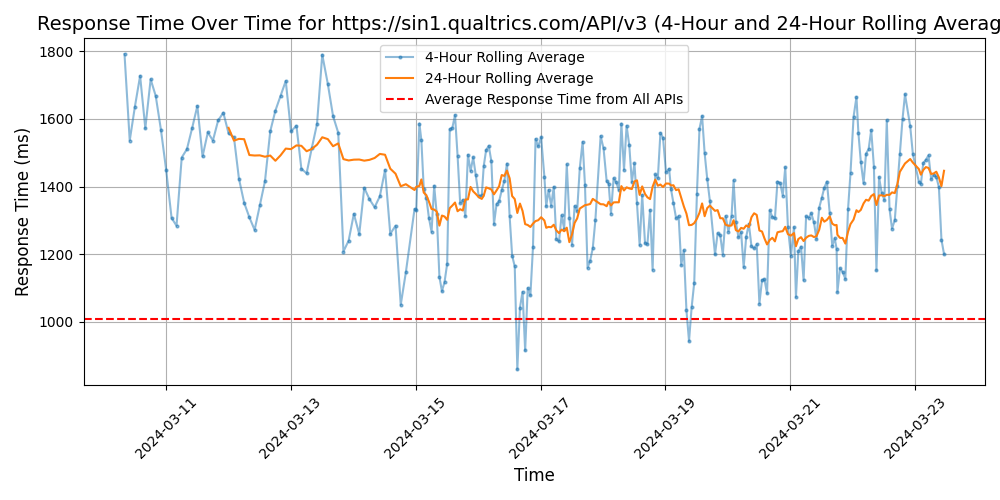 Response Time Over Time for https://sin1.qualtrics.com/API/v3 (4-Hour and 24-Hour Rolling Averag
4-Hour Rolling Average
24-Hour Rolling Average
Average Response Time from All APIs
Response Time (ms)
1800
1600
1400
1200
1000
2024-03-11
2024-03-13
2024-03-15
2024-03-17
2024-03-19
2024-03-21
2024-03-23
Time